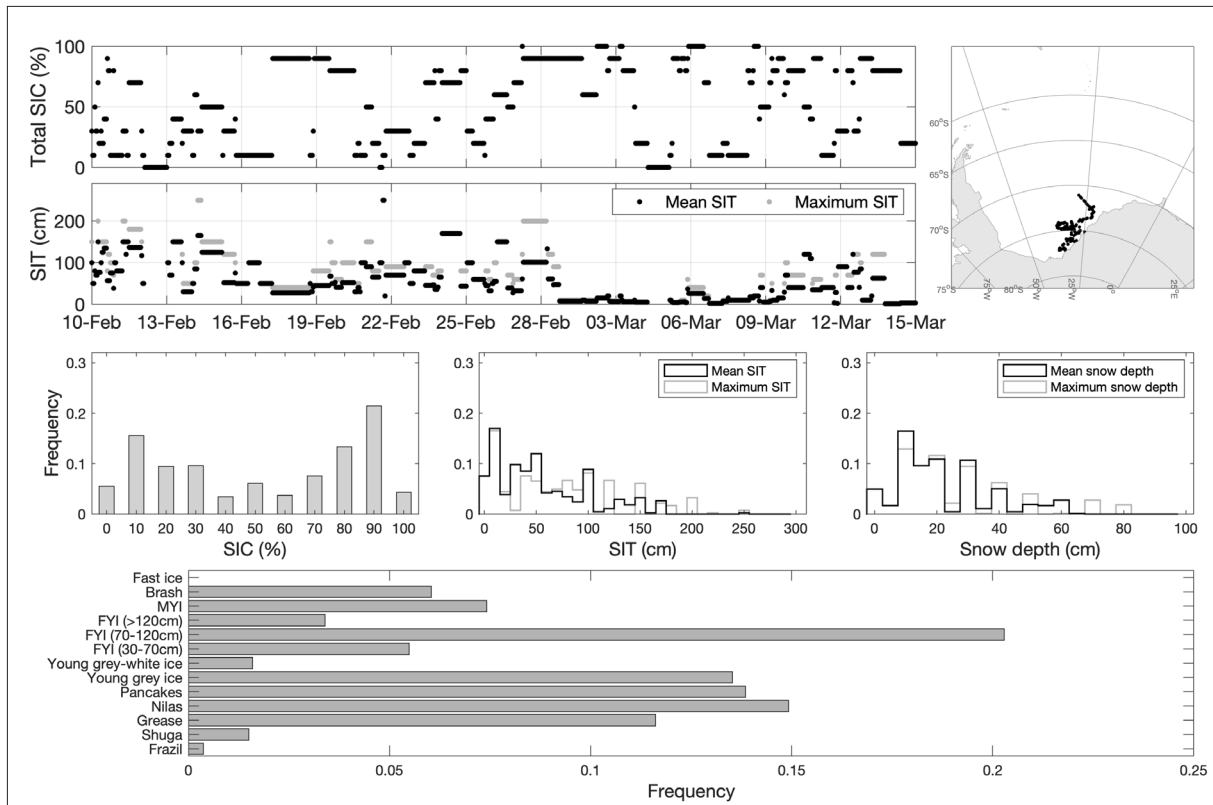 Total SIC (%)
100
50
0
SIT (cm)
200
100
0
Mean SIT
Maximum SIT
10-Feb 13-Feb 16-Feb 19-Feb 22-Feb 25-Feb 28-Feb 03-Mar 06-Mar 09-Mar 12-Mar 15-Mar
60°S
65°S
70°S
75°S
75°W
80°S
50°W
25°W
0°
25°E
Frequency
0.3
0.2
0.1
0
0 10 20 30 40 50 60 70 80 90 100
SIC (%)
0.3
0.2
0.1
0
Mean SIT
Maximum SIT
0 50 100 150 200 250 300
SIT (cm)
0.3
0.2
0.1
0
Mean snow depth
Maximum snow depth
0 20 40 60 80 100
Snow depth (cm)
Fast ice
Brash
MYI
FYI (>120cm)
FYI (70-120cm)
FYI (30-70cm)
Young grey-white ice
Young grey ice
Pancakes
Nilas
Grease
Shuga
Frazil
0 0.05 0.1 0.15 0.2 0.25
Frequency